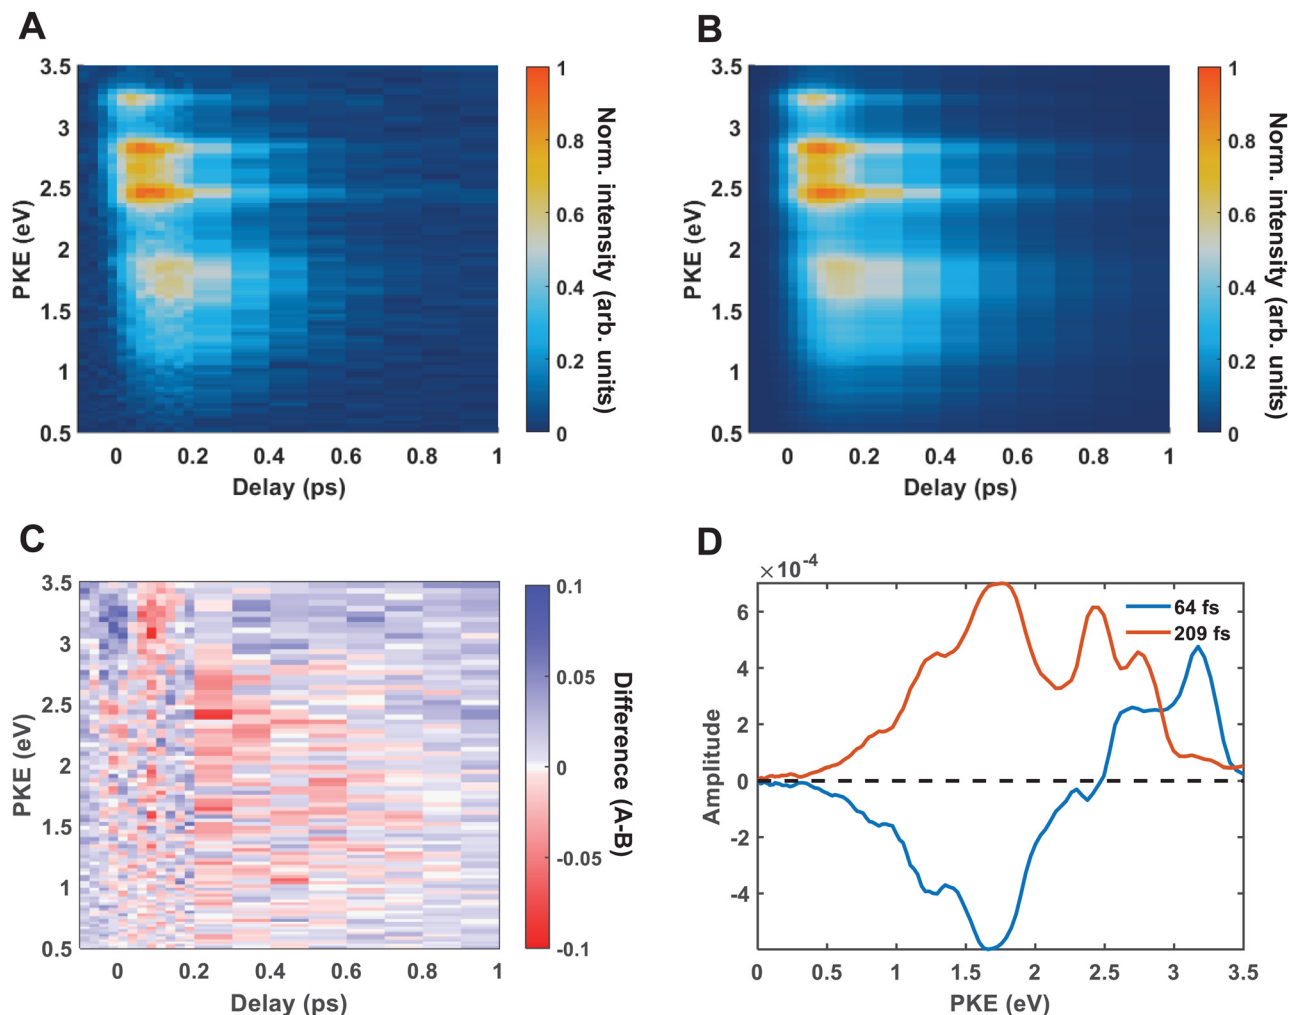 A
3.5
3
2.5
2
1.5
1
0.5
PKE (eV)
0 0.2 0.4 0.6 0.8 1
Delay (ps)
1
0.8
0.6
0.4
0.2
0
Norm. intensity (arb. units)
B
3.5
3
2.5
2
1.5
1
0.5
PKE (eV)
0 0.2 0.4 0.6 0.8 1
Delay (ps)
1
0.8
0.6
0.4
0.2
0
Norm. intensity (arb. units)
C
3.5
3
2.5
2
1.5
1
0.5
PKE (eV)
0 0.2 0.4 0.6 0.8 1
Delay (ps)
0.1
0.05
0
-0.05
-0.1
Difference (A-B)
D
×10-4
6
4
2
0
-2
-4
Amplitude
64 fs
209 fs
0 0.5 1 1.5 2 2.5 3 3.5
PKE (eV)